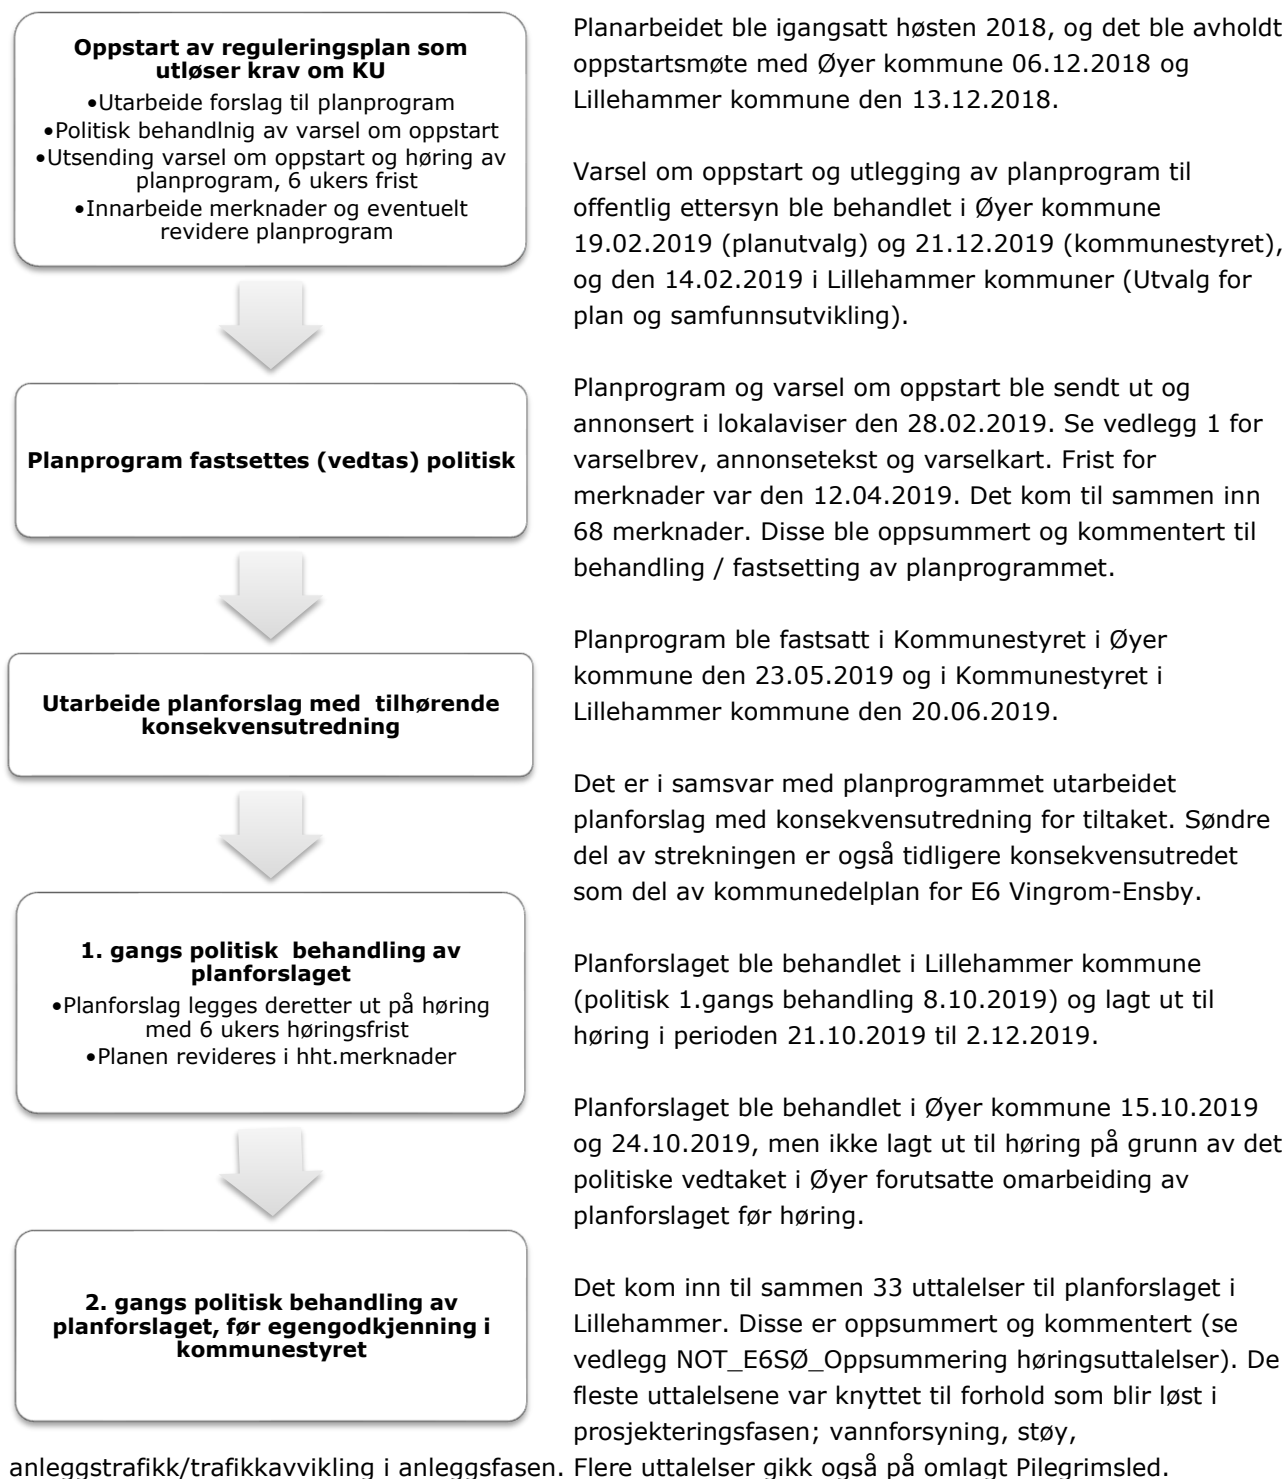 Oppstart av reguleringsplan som
utløser krav om KU
•Utarbeide forslag til planprogram
•Politisk behandlnig av varsel om oppstart
•Utsending varsel om oppstart og høring av
planprogram, 6 ukers frist
•Innarbeide merknader og eventuelt
revidere planprogram
Planprogram fastsettes (vedtas) politisk
Utarbeide planforslag med tilhørende
konsekvensutredning
1. gangs politisk behandling av
planforslaget
•Planforslag legges deretter ut på høring
med 6 ukers høringsfrist
•Planen revideres i hht.merknader
2. gangs politisk behandling av
planforslaget, før egengodkjenning i
kommunestyret
Planarbeidet ble igangsatt høsten 2018, og det ble avholdt
oppstartsmøte med Øyer kommune 06.12.2018 og
Lillehammer kommune den 13.12.2018.
Varsel om oppstart og utlegging av planprogram til
offentlig ettersyn ble behandlet i Øyer kommune
19.02.2019 (planutvalg) og 21.12.2019 (kommunestyret),
og den 14.02.2019 i Lillehammer kommuner (Utvalg for
plan og samfunnsutvikling).
Planprogram og varsel om oppstart ble sendt ut og
annonsert i lokalaviser den 28.02.2019. Se vedlegg 1 for
varselbrev, annonsetekst og varselkart. Frist for
merknader var den 12.04.2019. Det kom til sammen inn
68 merknader. Disse ble oppsummert og kommentert til
behandling / fastsetting av planprogrammet.
Planprogram ble fastsatt i Kommunestyret i Øyer
kommune den 23.05.2019 og i Kommunestyret i
Lillehammer kommune den 20.06.2019.
Det er i samsvar med planprogrammet utarbeidet
planforslag med konsekvensutredning for tiltaket. Søndre
del av strekningen er også tidligere konsekvensutredet
som del av kommunedelplan for E6 Vingrom-Ensby.
Planforslaget ble behandlet i Lillehammer kommune
(politisk 1.gangs behandling 8.10.2019) og lagt ut til
høring i perioden 21.10.2019 til 2.12.2019.
Planforslaget ble behandlet i Øyer kommune 15.10.2019
og 24.10.2019, men ikke lagt ut til høring på grunn av det
politiske vedtaket i Øyer forutsatte omarbeiding av
planforslaget før høring.
Det kom inn til sammen 33 uttalelser til planforslaget i
Lillehammer. Disse er oppsummert og kommentert (se
vedlegg NOT_E6SØ_Oppsummering høringsuttalelser). De
fleste uttalelsene var knyttet til forhold som blir løst i
prosjekteringsfasen; vannforsyning, støy,
anleggstrafikk/trafikkavvikling i anleggsfasen. Flere uttalelser gikk også på omlagt Pilegrimsled.